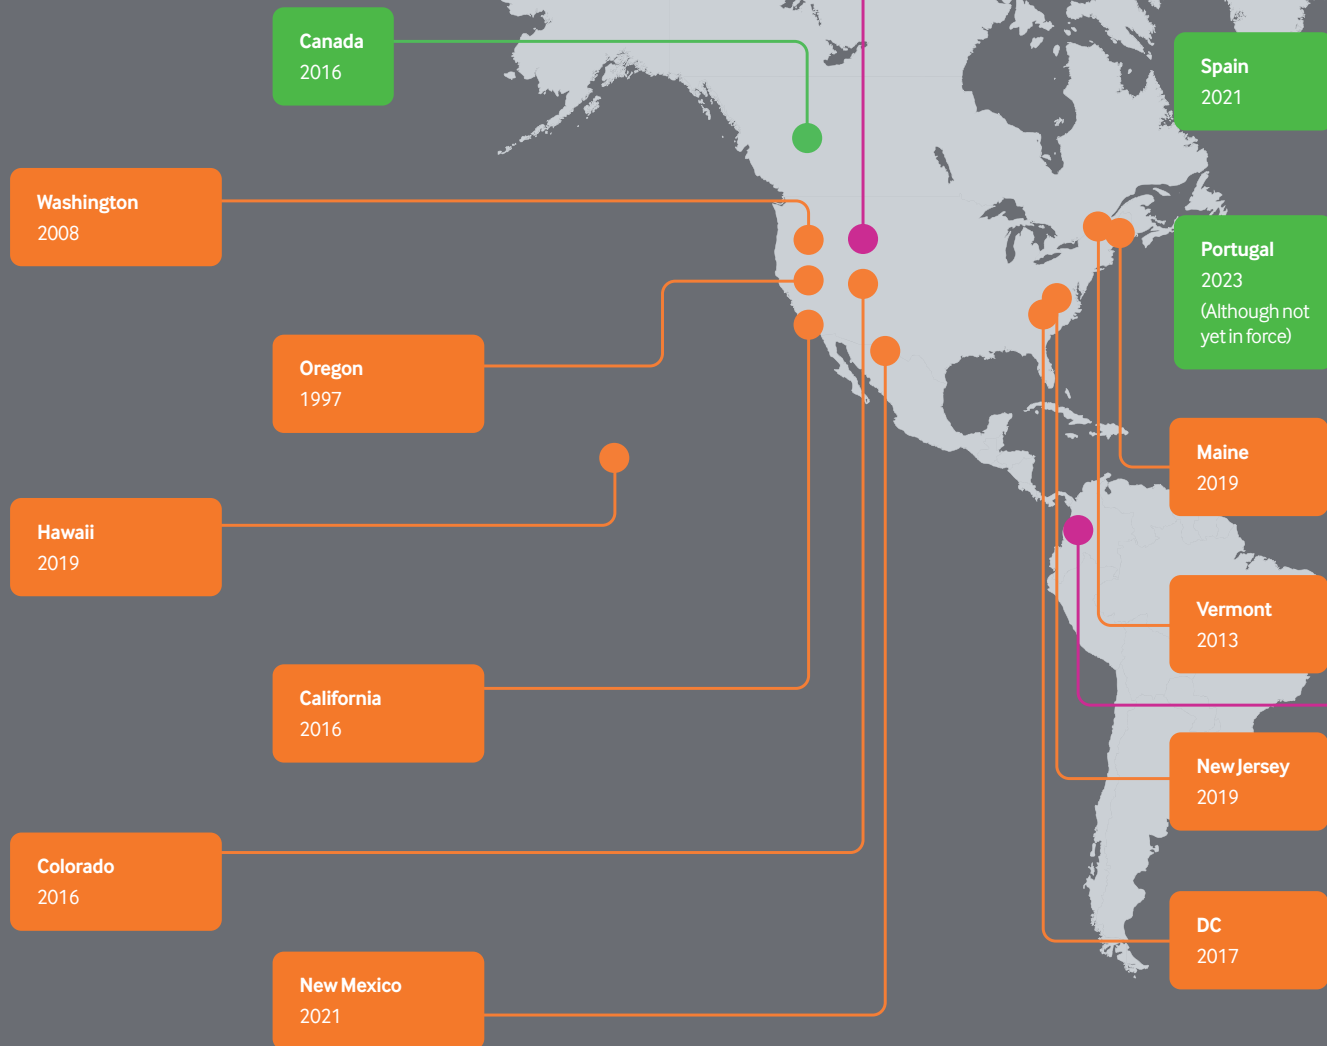 Canada
2016
Spain
2021
Washington
2008
Portugal
2023
(Although not
yet in force)
Oregon
1997
Maine
2019
Hawaii
2019
Vermont
2013
California
2016
New Jersey
2019
Colorado
2016
DC
2017
New Mexico
2021